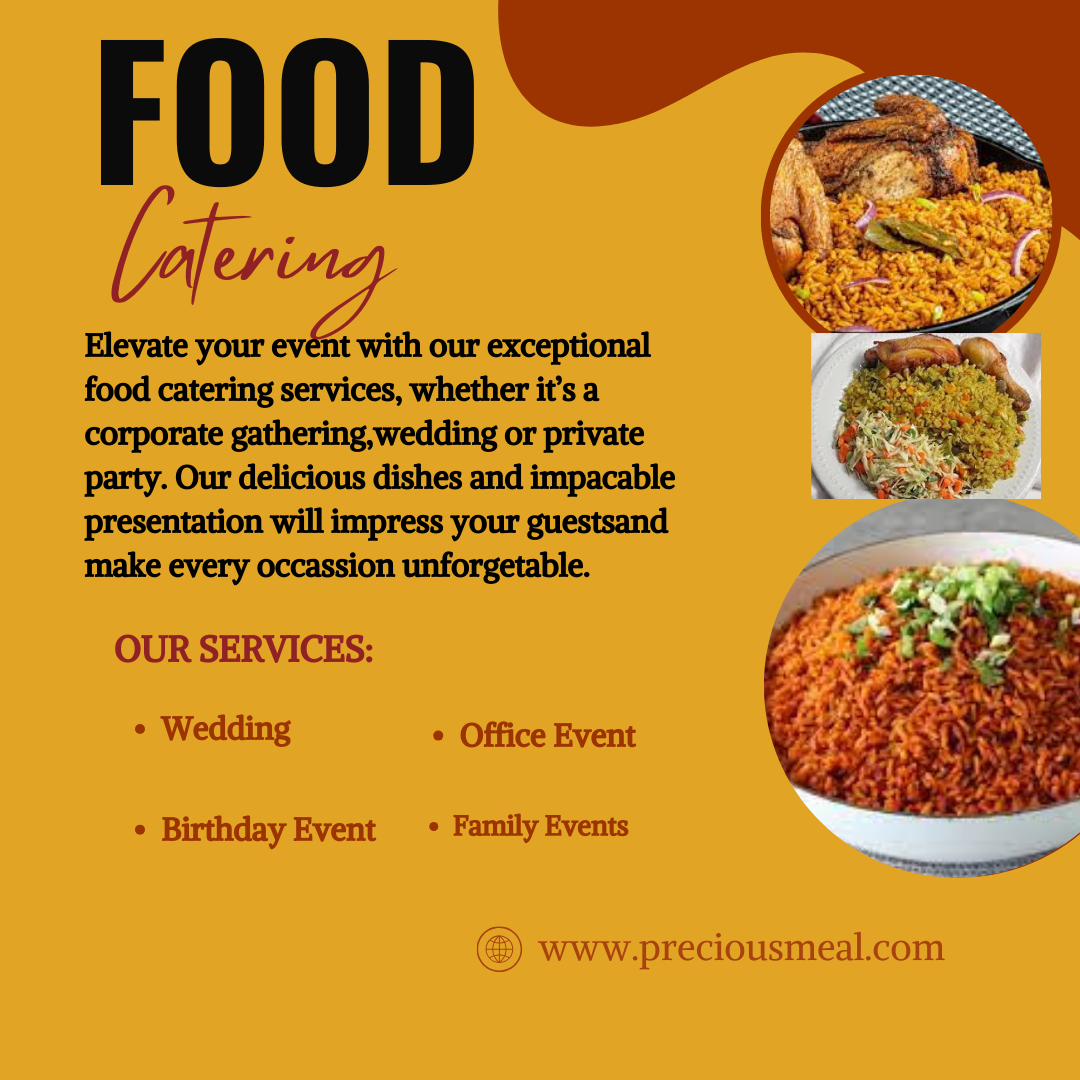 FOOD
Catering
Elevate your event with our exceptional
food catering services, whether it’s a
corporate gathering,wedding or private
party. Our delicious dishes and impacable
presentation will impress your guestsand
make every occassion unforgetable.
OUR SERVICES:
• Wedding
• Office Event
• Birthday Event
• Family Events
www.preciousmeal.com